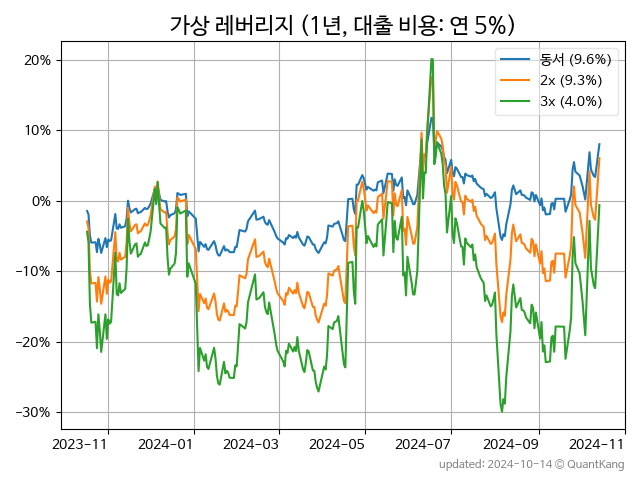 가상 레버리지 (1년, 대출 비용: 연 5%)
동서 (9.6%)
2x (9.3%)
3x (4.0%)
20%
10%
0%
−10%
−20%
−30%
2023-11
2024-01
2024-03
2024-05
2024-07
2024-09
2024-11
updated: 2024-10-14 © QuantKang